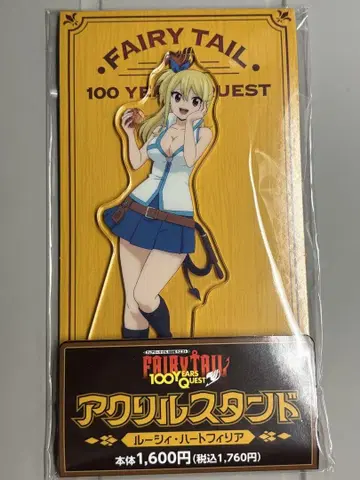 FAIRY TAIL
100 YEARS QUEST
FAIRY TAIL
100 YEARS QUEST
アクリルスタンド
ルーシィ・ハートフィリア
本体1,600円(税込1,760円)